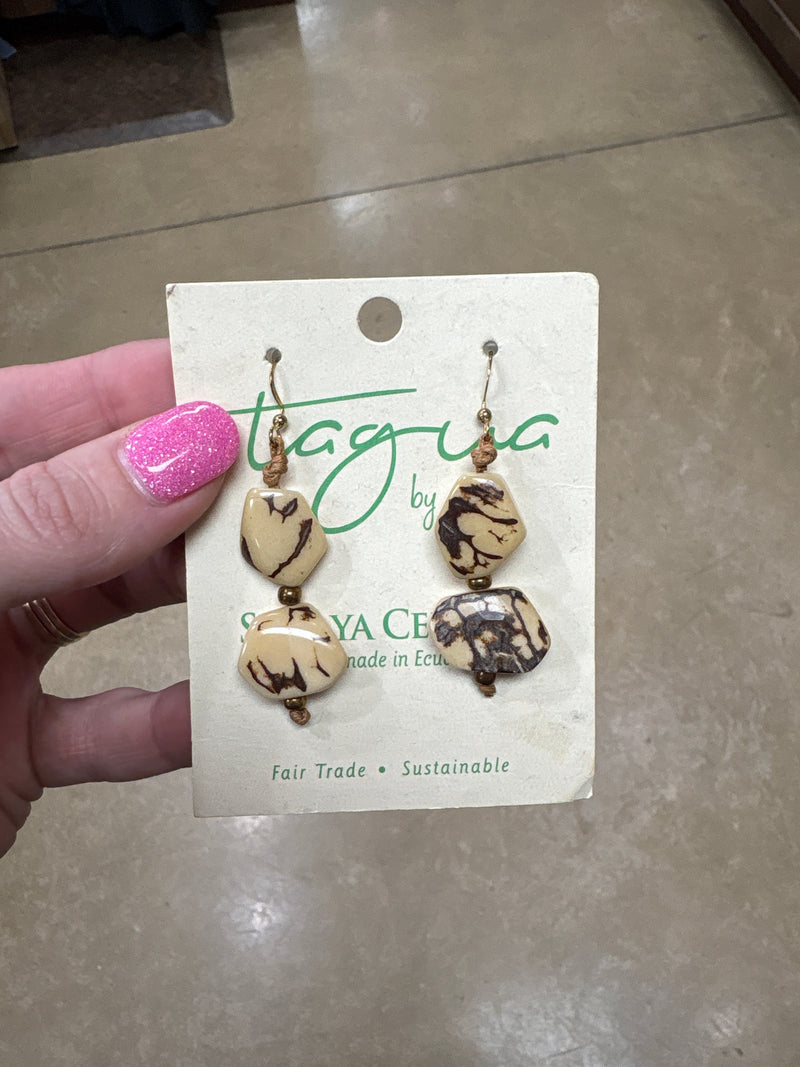 tagua
by
YA CE
made in Ecu
Fair Trade • Sustainable